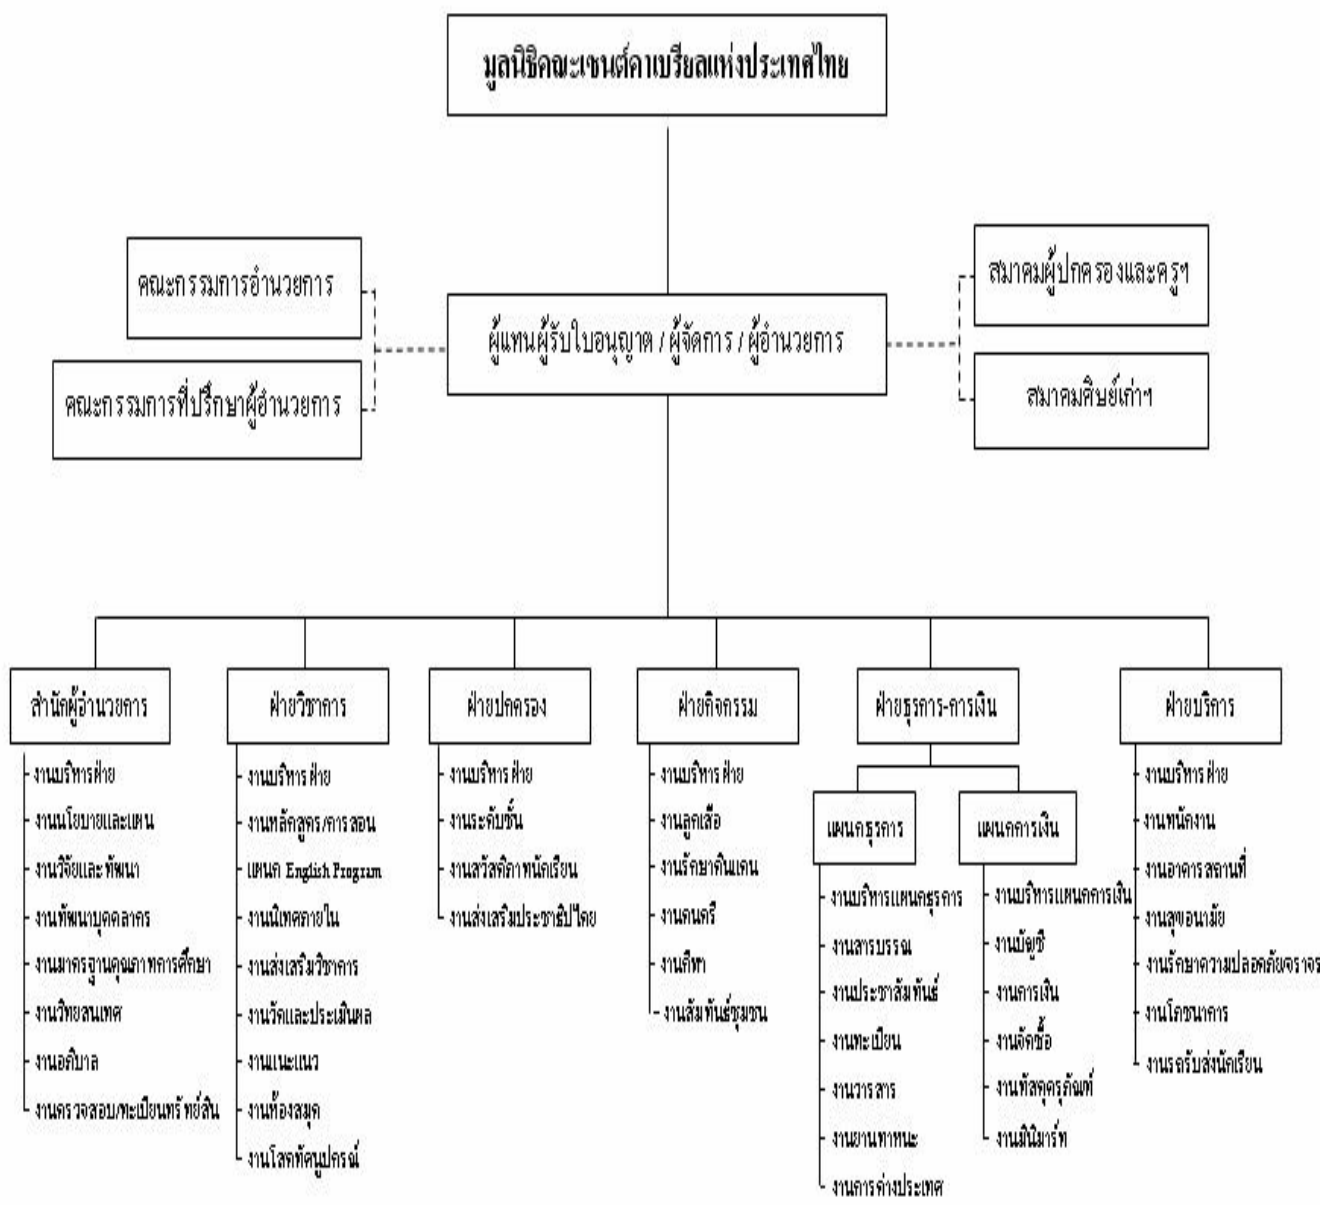 มูลนิธิคณะเซนต์คาเบรียลแห่งประเทศไทย
คณะกรรมการอำนวยการ
สมาคมผู้ปกครองและครูฯ
ผู้แทนผู้รับใบอนุญาต / ผู้จัดการ / ผู้อำนวยการ
คณะกรรมการที่ปรึกษาผู้อำนวยการ
สมาคมศิษย์เก่าฯ
สำนักผู้อำนวยการ
- งานบริหารฝ่าย
- งานนโยบายและแผน
- งานวิจัยและพัฒนา
- งานพัฒนาบุคลากร
- งานมาตรฐานคุณภาพการศึกษา
- งานวิทยสนเทศ
- งานอภิบาล
- งานตรวจสอบ/ทะเบียนทรัพย์สิน
ฝ่ายวิชาการ
- งานบริหารฝ่าย
- งานหลักสูตร/การสอน
- แผนก English Program
- งานนิเทศภายใน
- งานส่งเสริมวิชาการ
- งานวัดและประเมินผล
- งานแนะแนว
- งานห้องสมุด
- งานโสตทัศนูปกรณ์
ฝ่ายปกครอง
- งานบริหารฝ่าย
- งานระดับชั้น
- งานสวัสดิภาพนักเรียน
- งานส่งเสริมประชาธิปไตย
ฝ่ายกิจกรรม
- งานบริหารฝ่าย
- งานลูกเสือ
- งานรักษาดินแดน
- งานดนตรี
- งานกีฬา
- งานสัมพันธ์ชุมชน
ฝ่ายธุรการ-การเงิน
แผนกธุรการ
- งานบริหารแผนกธุรการ
- งานสารบรรณ
- งานประชาสัมพันธ์
- งานทะเบียน
- งานวารสาร
- งานยานพาหนะ
- งานการต่างประเทศ
แผนกการเงิน
- งานบริหารแผนกการเงิน
- งานบัญชี
- งานการเงิน
- งานจัดซื้อ
- งานพัสดุครุภัณฑ์
- งานมินิมาร์ท
ฝ่ายบริการ
- งานบริหารฝ่าย
- งานพนักงาน
- งานอาคารสถานที่
- งานสุขอนามัย
- งานรักษาความปลอดภัย/จราจร
- งานโภชนาการ
- งานรถรับส่งนักเรียน